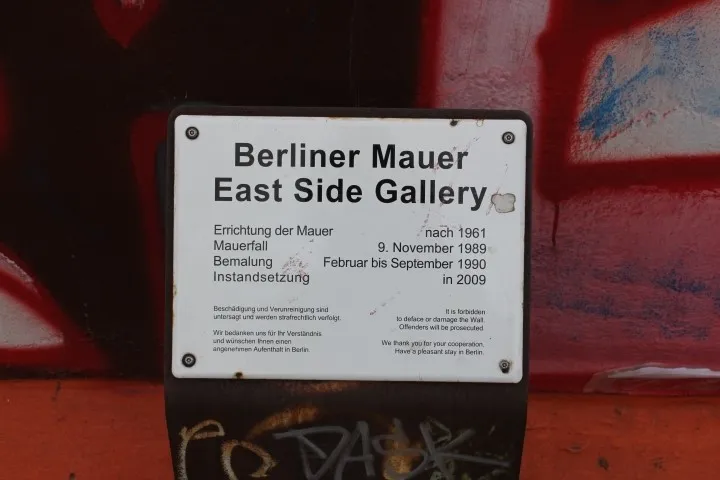 Berliner Mauer
East Side Gallery
Errichtung der Mauer nach 1961
Mauerfall 9. November 1989
Bemalung Februar bis September 1990
Instandsetzung in 2009
Beschädigung und Verunreinigung sind
untersagt und werden strafrechtlich verfolgt.
Wir bedanken uns für Ihr Verständnis
und wünschen Ihnen einen
angenehmen Aufenthalt in Berlin.
It is forbidden
to deface or damage the Wall.
Offenders will be prosecuted.
We thank you for your cooperation.
Have a pleasant stay in Berlin.
DASK